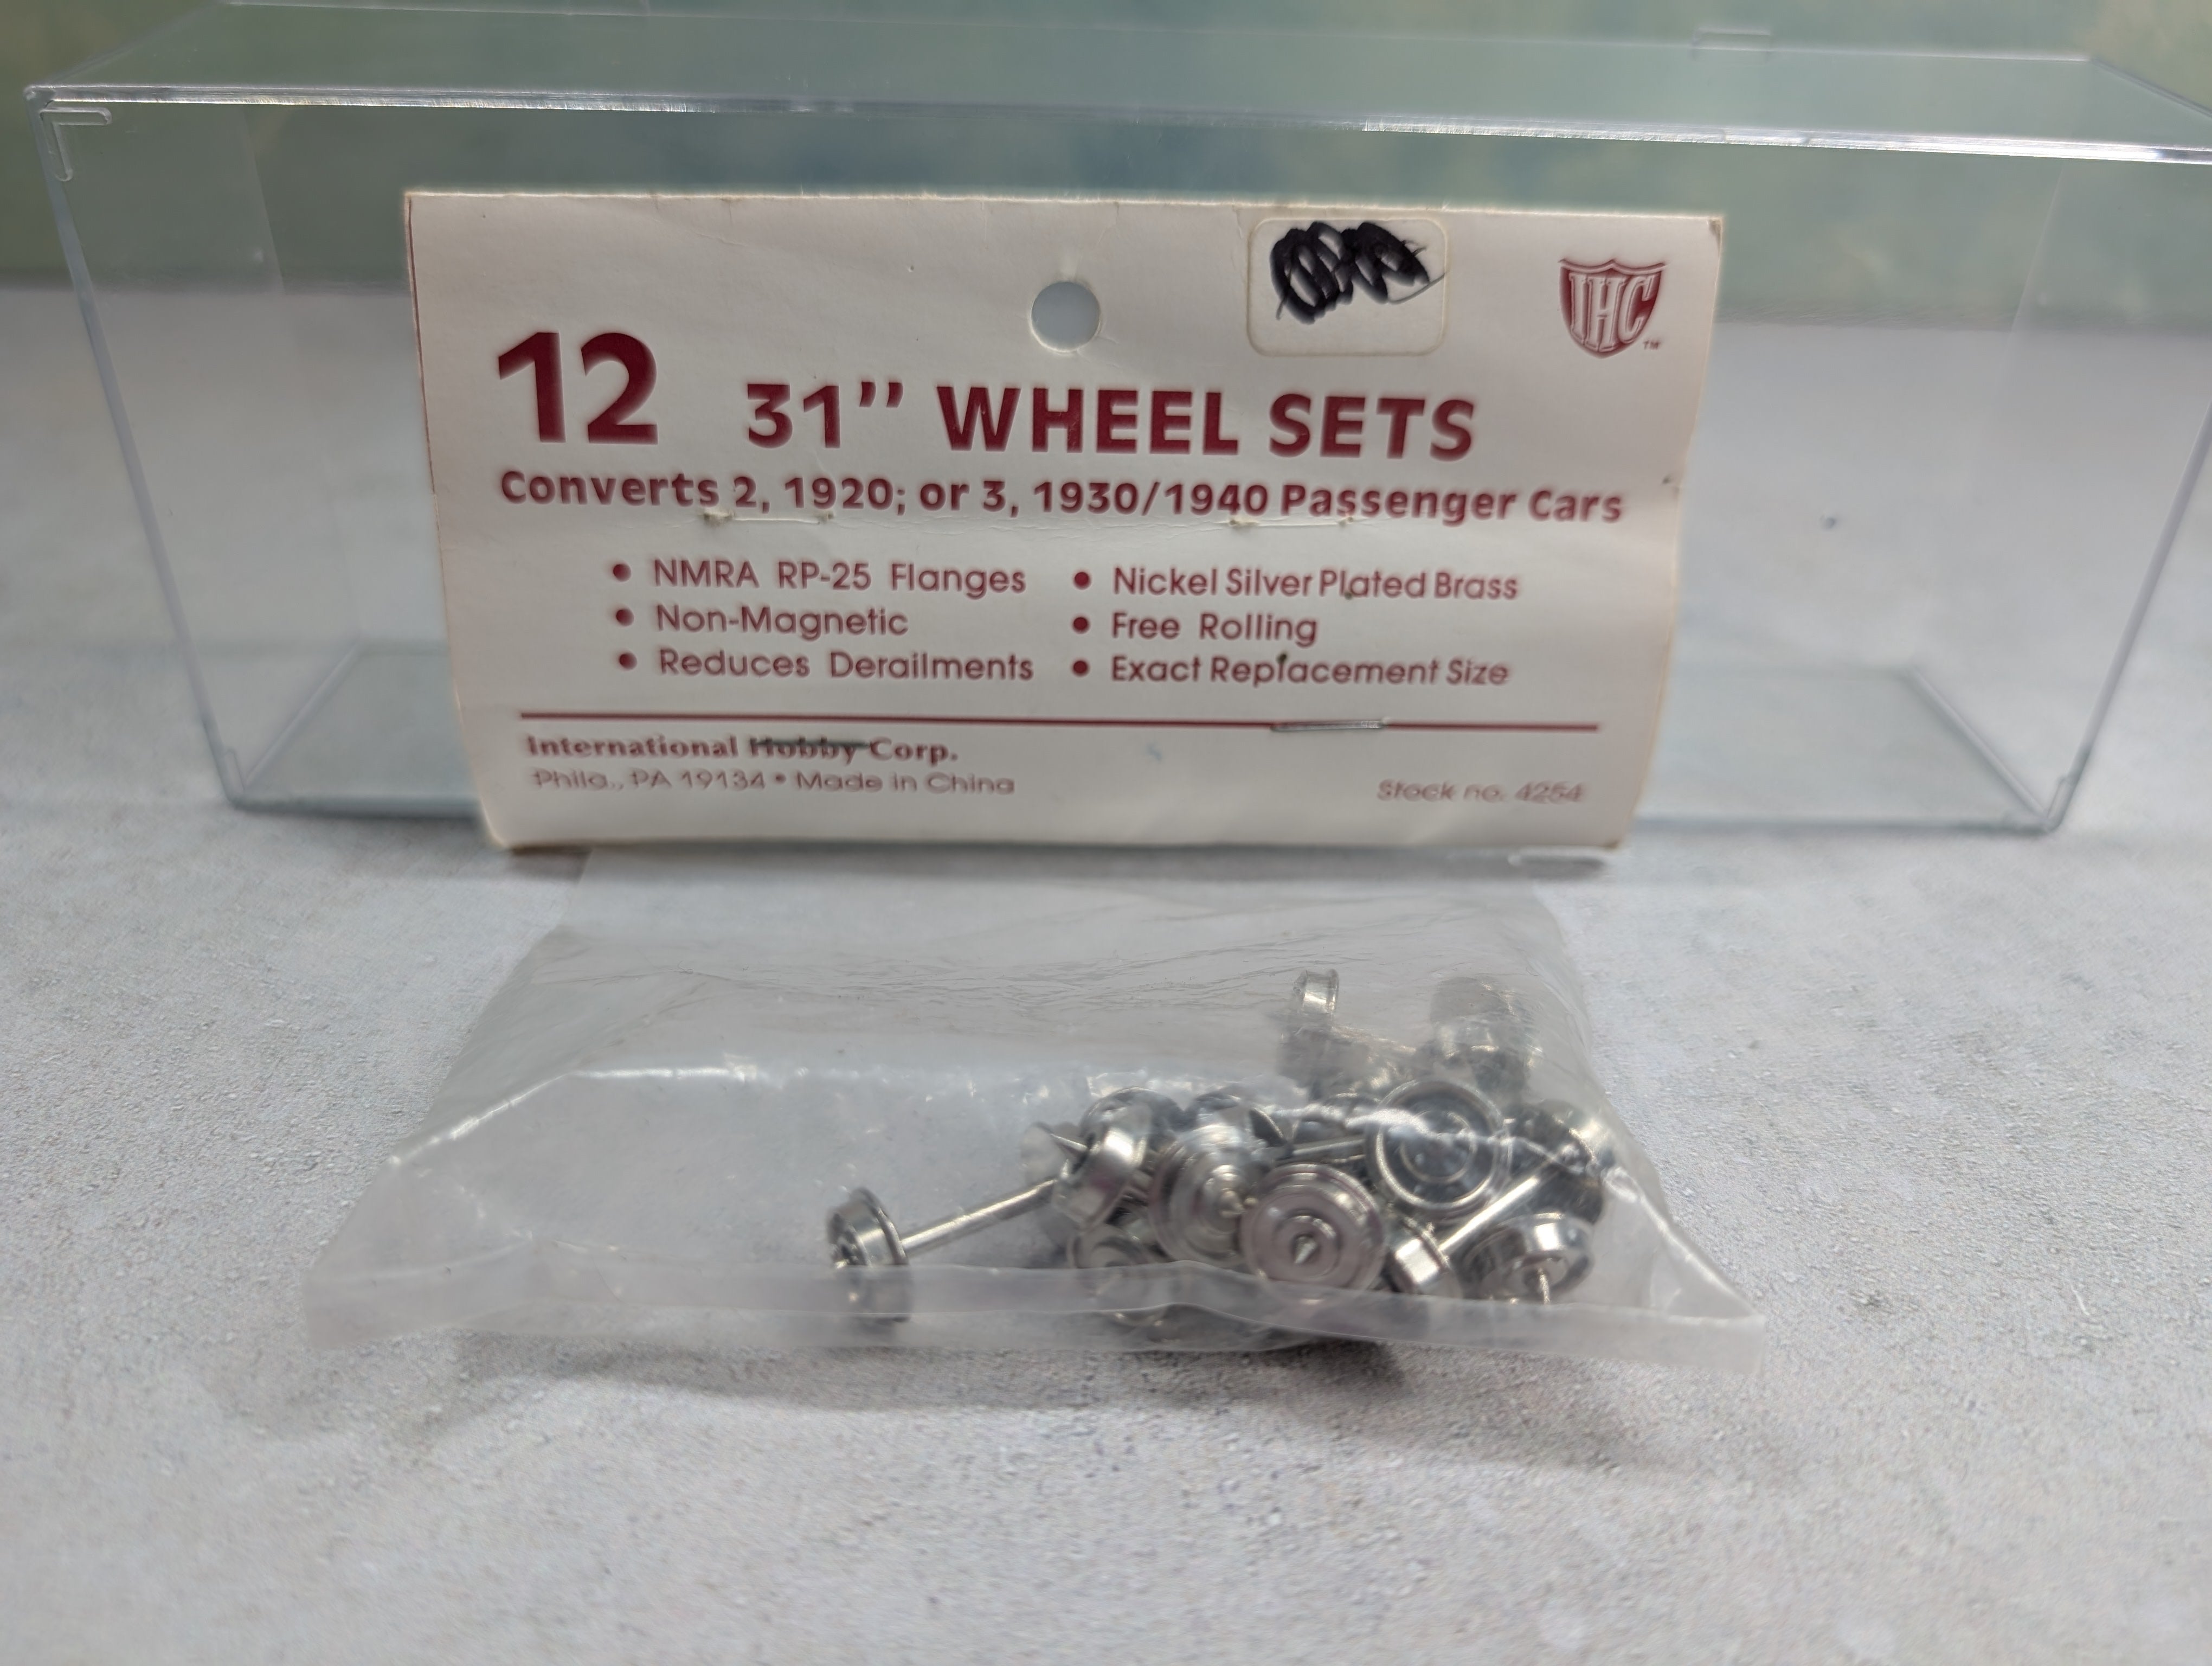 IHC™
12 31" WHEEL SETS
Converts 2, 1920; or 3, 1930/1940 Passenger Cars
• NMRA RP-25 Flanges • Nickel Silver Plated Brass
• Non-Magnetic • Free Rolling
• Reduces Derailments • Exact Replacement Size
International Hobby Corp.
Phila., PA 19134 • Made in China Stock no. 4254